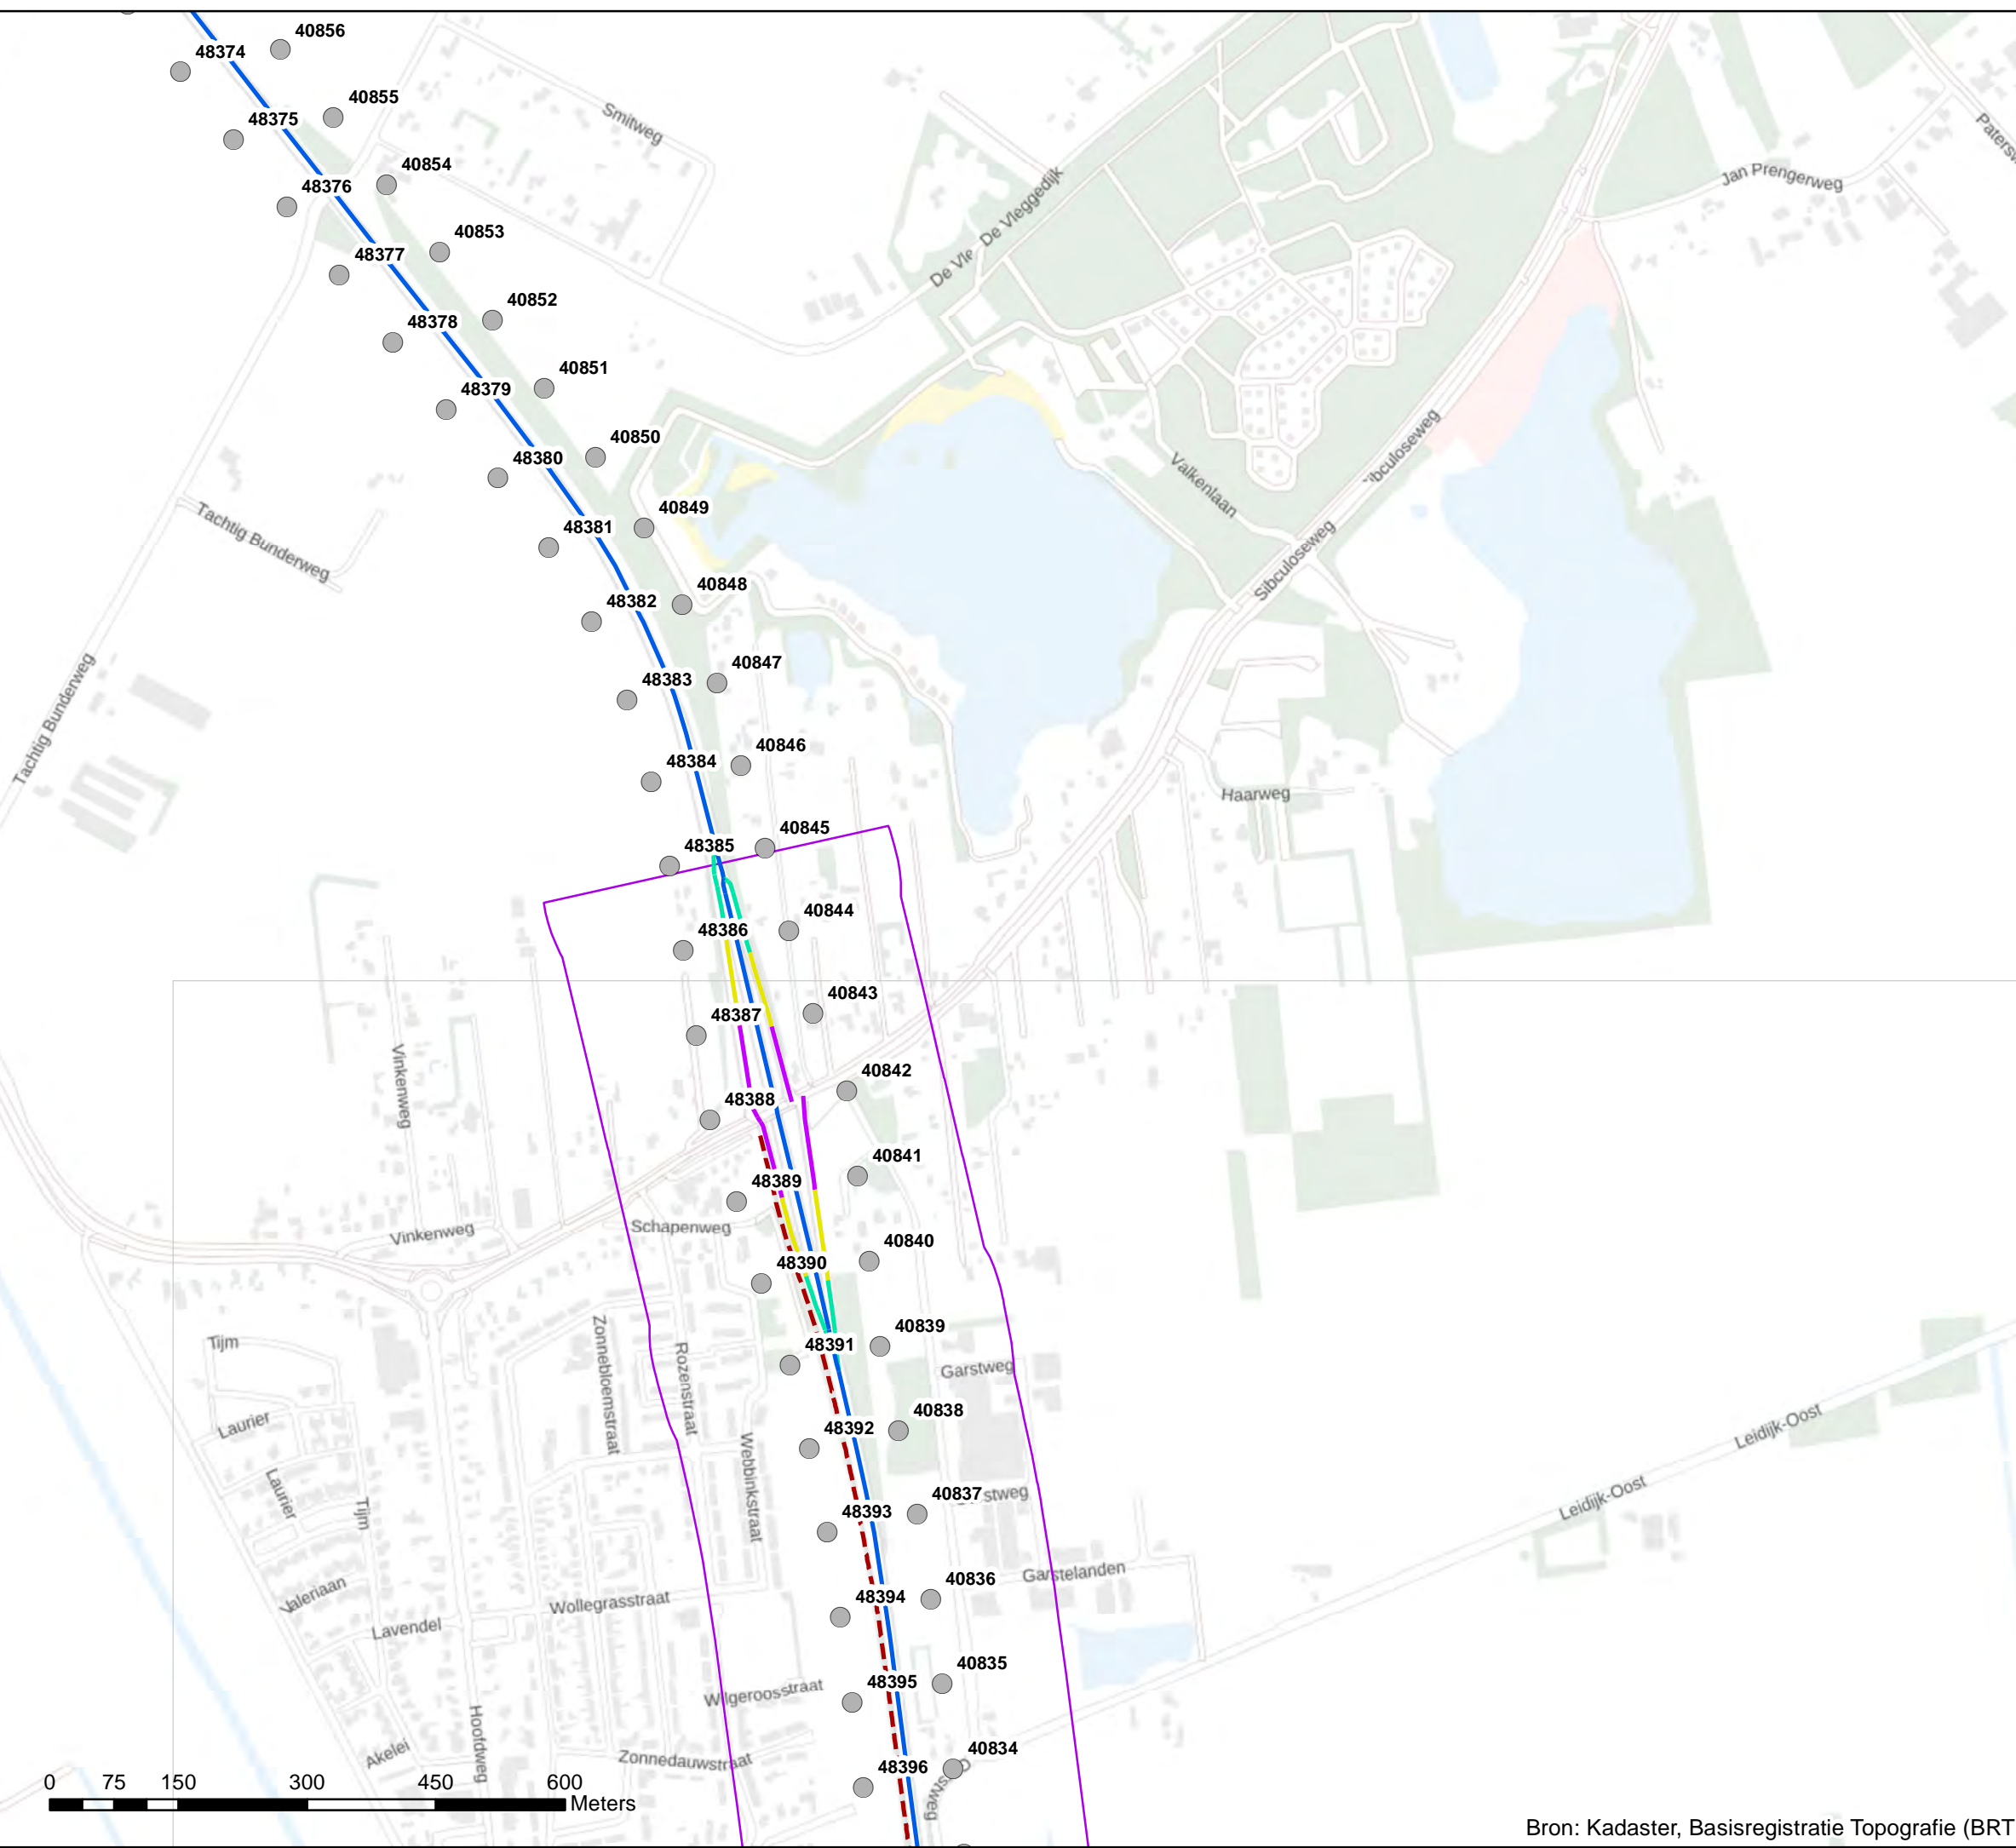 40856
48374
40855
48375
Smitweg
40854
48376
Jan Prengerweg
40853
48377
De Vleggedijk
De Vle
40852
48378
40851
48379
40850
48380
Sibculoseweg
Valkenlaan
40849
48381
Tachtig Bunderweg
Sibculoseweg
40848
48382
40847
48383
Tachtig Bunderweg
40846
48384
Haarweg
40845
48385
40844
48386
40843
48387
Vinkenweg
40842
48388
40841
48389
Schapenweg
Vinkenweg
40840
48390
40839
48391
Tijm
Zonnebloemstraat
Rozenstraat
Garstweg
40838
48392
Laurier
Leidijk-Oost
Laurier
Tijm
Webbinkstraat
40837
48393
stweg
Leidijk-Oost
Garstelanden
40836
48394
Valeriaan
Wollegrasstraat
Lavendel
40835
48395
Wilgeroosstraat
Hoofdweg
Akelei
Zonnedauwstraat
40834
48396
0 75 150 300 450 600
Meters
Bron: Kadaster, Basisregistratie Topografie (BRT